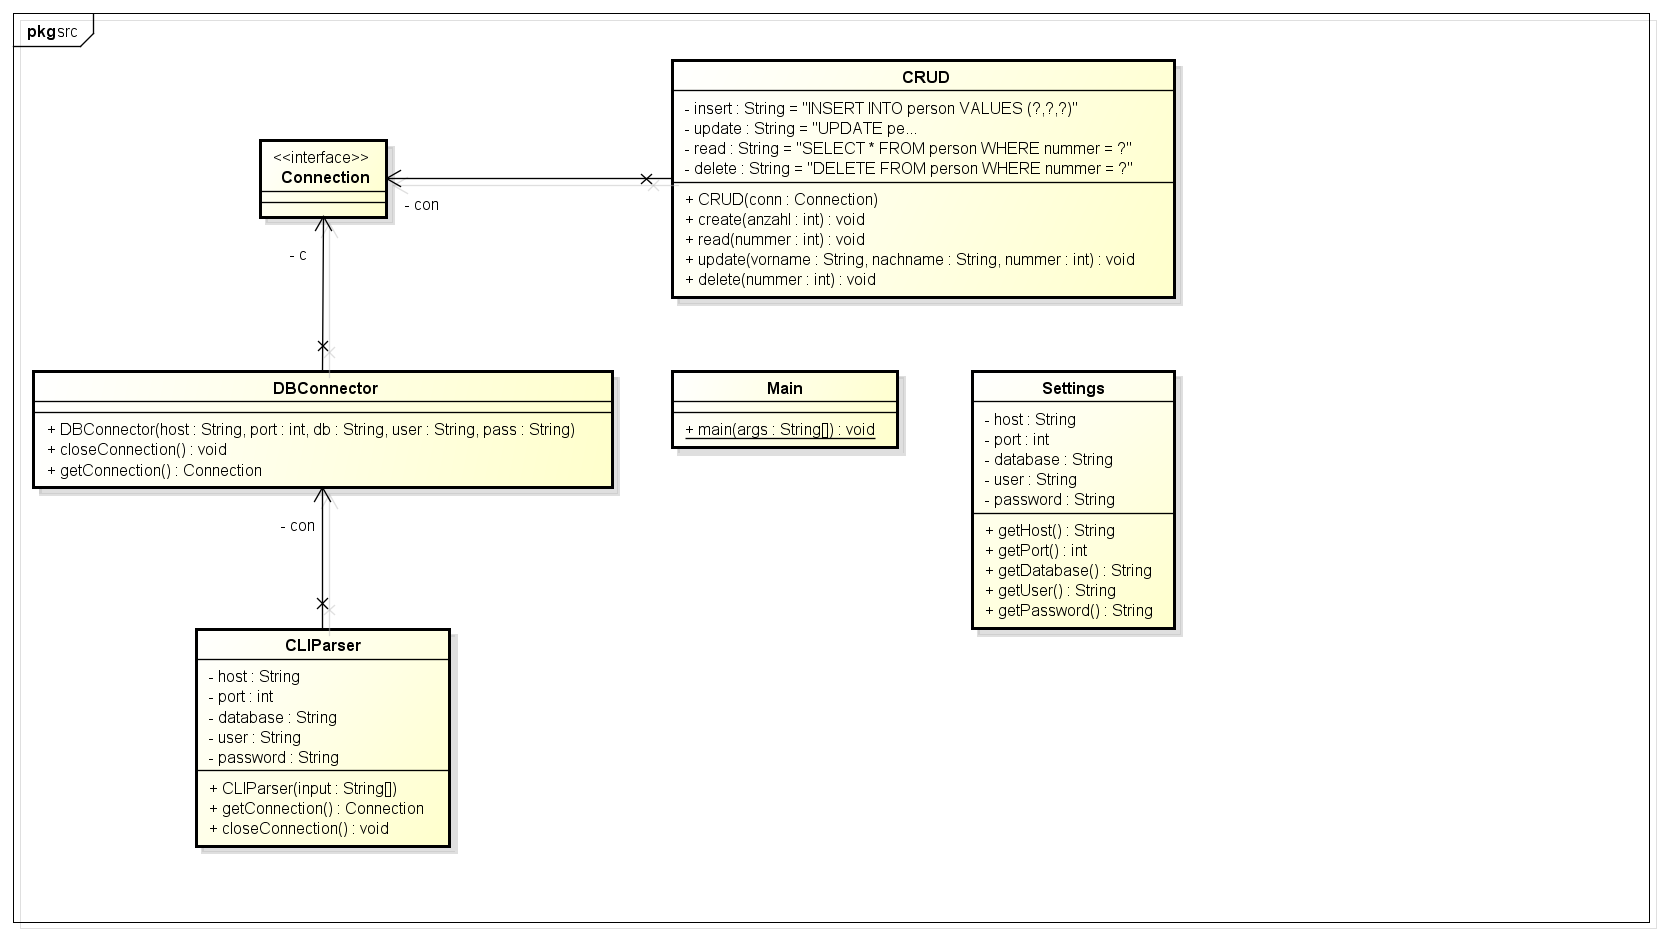 pkg src
CRUD
- insert : String = "INSERT INTO person VALUES (?,?,?)"
- update : String = "UPDATE pe...
- read : String = "SELECT * FROM person WHERE nummer = ?"
- delete : String = "DELETE FROM person WHERE nummer = ?"
+ CRUD(conn : Connection)
+ create(anzahl : int) : void
+ read(nummer : int) : void
+ update(vorname : String, nachname : String, nummer : int) : void
+ delete(nummer : int) : void
<<interface>>
Connection
- con
- c
DBConnector
+ DBConnector(host : String, port : int, db : String, user : String, pass : String)
+ closeConnection() : void
+ getConnection() : Connection
Main
+ main(args : String[]) : void
Settings
- host : String
- port : int
- database : String
- user : String
- password : String
+ getHost() : String
+ getPort() : int
+ getDatabase() : String
+ getUser() : String
+ getPassword() : String
- con
CLIParser
- host : String
- port : int
- database : String
- user : String
- password : String
+ CLIParser(input : String[])
+ getConnection() : Connection
+ closeConnection() : void